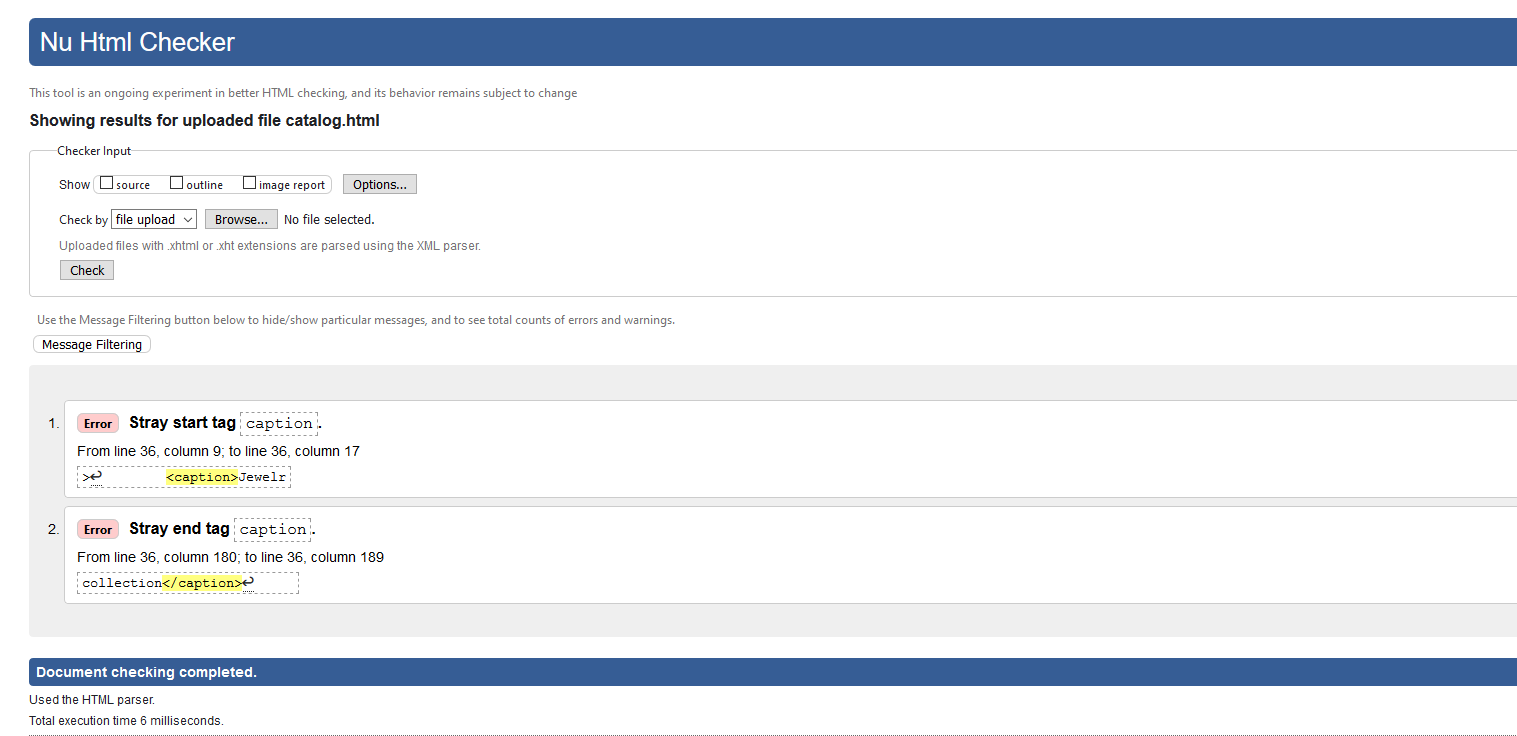 Nu Html Checker
This tool is an ongoing experiment in better HTML checking, and its behavior remains subject to change
Showing results for uploaded file catalog.html
Checker Input
Show source outline image report Options...
Check by file upload Browse... No file selected.
Uploaded files with .xhtml or .xht extensions are parsed using the XML parser.
Check
Use the Message Filtering button below to hide/show particular messages, and to see total counts of errors and warnings.
Message Filtering
1. Error Stray start tag caption.
From line 36, column 9; to line 36, column 17
>↩ <caption>Jewelr
2. Error Stray end tag caption.
From line 36, column 180; to line 36, column 189
collection</caption>↩
Document checking completed.
Used the HTML parser.
Total execution time 6 milliseconds.